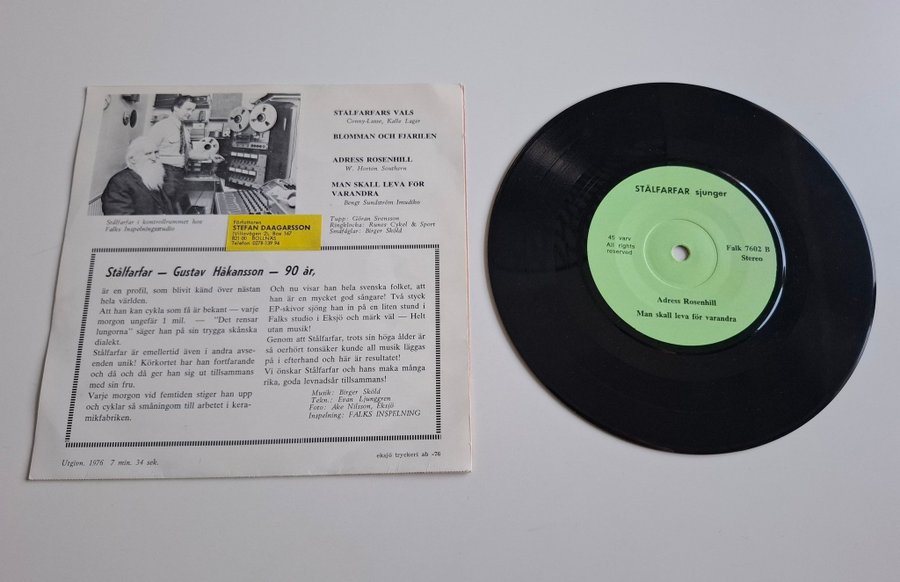 STÅLFARFARS VALS
Conny-Lasse, Kalle Lager
BLOMMAN OCH FJÄRILEN
ADRESS ROSENHILL
W. Horton Southern
MAN SKALL LEVA FÖR
VARANDRA
Bengt Sundström Imudiko
Tupp: Göran Svensson
Ringklocka: Runos Cykel & Sport
Småfåglar: Birger Sköld
Stålfarfar i kontrollrummet hos
Falks Inspelningsstudio
Författaren
STEFAN DAAGARSSON
Box 147
821 00 BOLLNÄS
Telefon 0278-139 94
Stålfarfar — Gustav Håkansson — 90 år,
är en profil, som blivit känd över nästan
hela världen.
Att han kan cykla som få är bekant — varje
morgon ungefär 1 mil. — "Det rensar
lungorna" säger han på sin trygga skånska
dialekt.
Stålfarfar är emellertid även i andra avse-
enden unik! Körkortet har han fortfarande
och då och då ger han sig ut tillsammans
med sin fru.
Varje morgon vid femtiden stiger han upp
och cyklar så småningom till arbetet i kera-
mikfabriken.
Och nu visar han hela svenska folket, att
han är en mycket god sångare! Två styck
EP-skivor sjöng han in på en liten stund i
Falks studio i Eksjö och märk väl — Helt
utan musik!
Genom att Stålfarfar, trots sin höga ålder är
så oerhört tonsäker kunde all musik läggas
på i efterhand och här är resultatet!
Vi önskar Stålfarfar och hans maka många
rika, goda levnadsår tillsammans!
Musik: Birger Sköld
Tekn.: Evan Ljunggren
Foto: Åke Nilsson, Eksjö
Inspelning: FALKS INSPELNING
Utgiven. 1976 7 min. 34 sek.
eksjö tryckeri ab -76
STÅLFARFAR sjunger
45 varv
All rights
reserved
Falk 7602 B
Stereo
Adress Rosenhill
Man skall leva för varandra